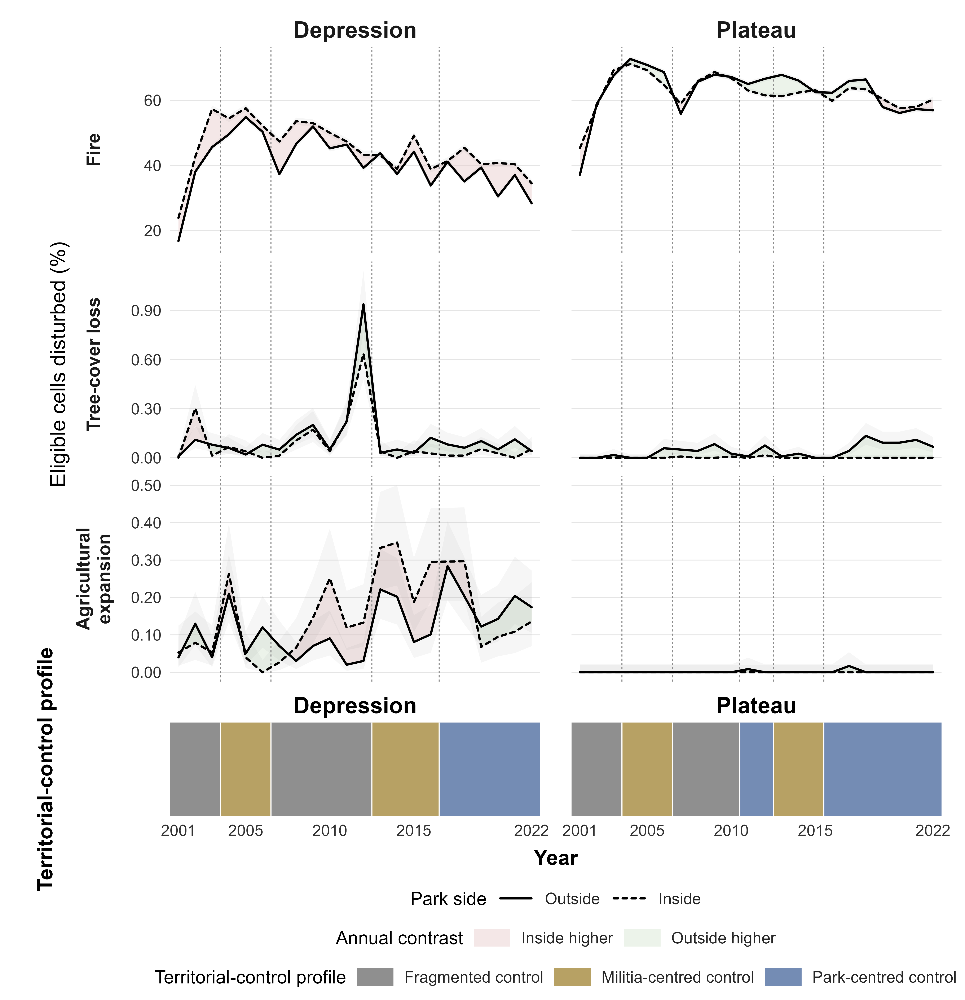 Depression
Plateau
Eligible cells disturbed (%)
Fire
60
40
20
Tree-cover loss
0.90
0.60
0.30
0.00
Agricultural
expansion
0.50
0.40
0.30
0.20
0.10
0.00
Territorial-control profile
Depression
Plateau
2001 2005 2010 2015 2022
2001 2005 2010 2015 2022
Year
Park side Outside Inside
Annual contrast Inside higher Outside higher
Territorial-control profile Fragmented control Militia-centred control Park-centred control